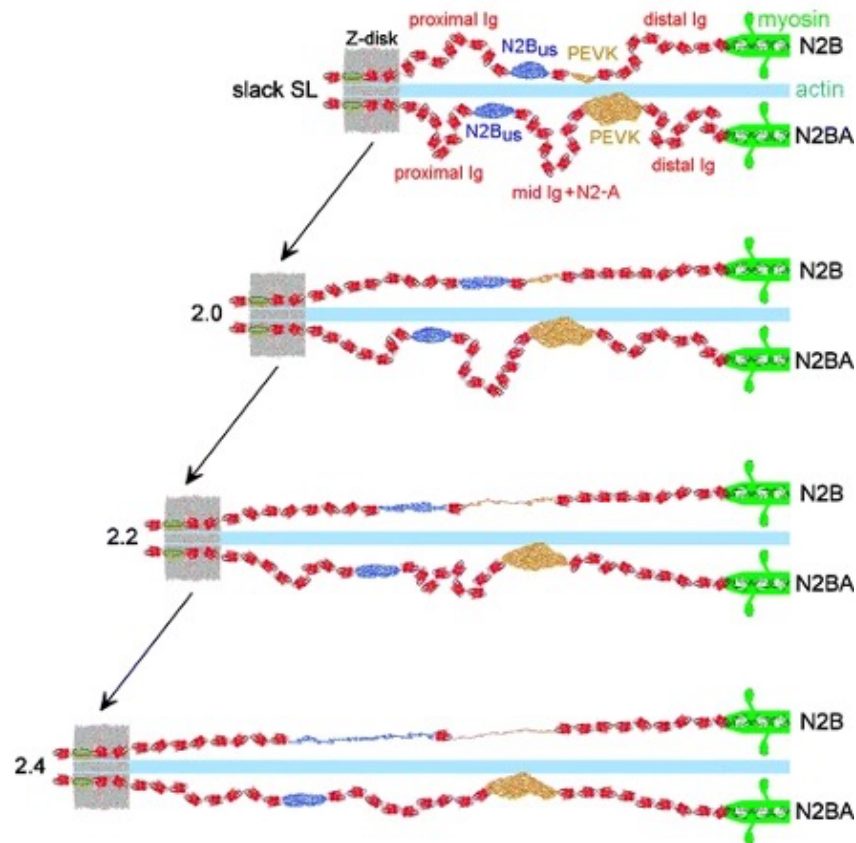 proximal Ig
distal Ig
myosin
Z-disk
N2Bus
PEVK
N2B
slack SL
actin
N2Bus
PEVK
N2BA
proximal Ig
distal Ig
mid Ig+N2-A
N2B
2.0
N2BA
N2B
2.2
N2BA
N2B
2.4
N2BA